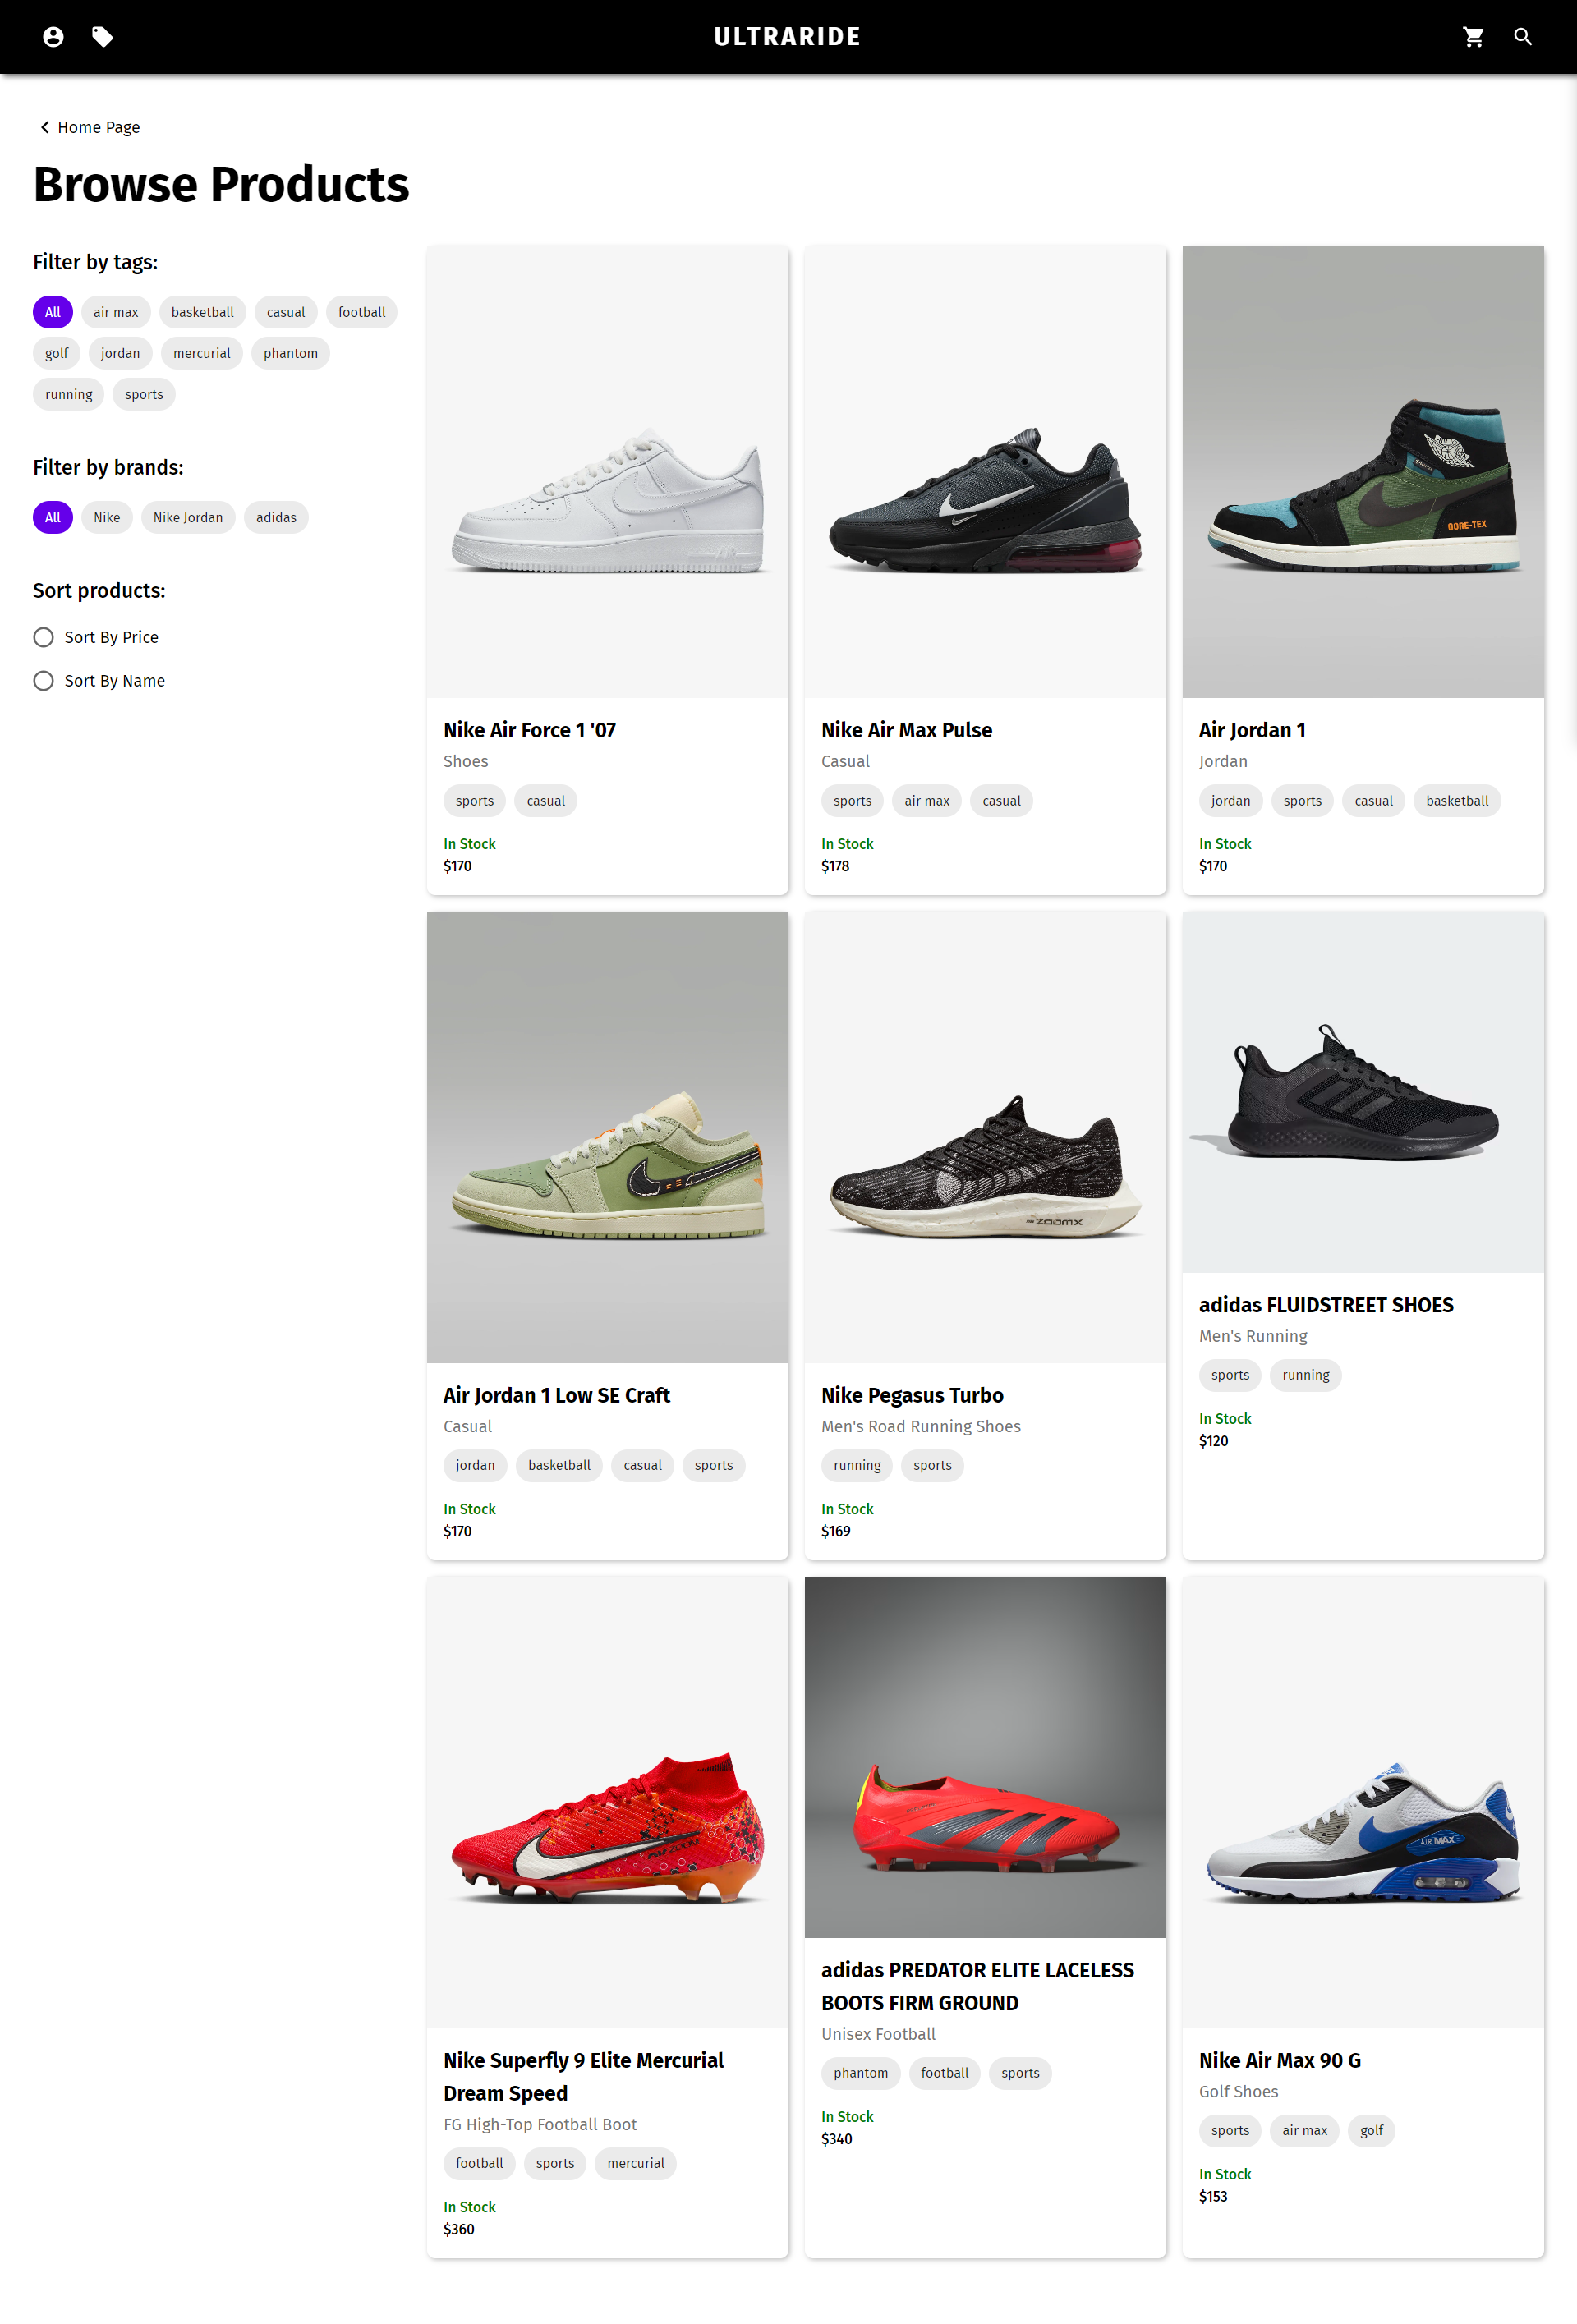 ULTRARIDE
Home Page
Browse Products
Filter by tags:
All air max basketball casual football
golf jordan mercurial phantom
running sports
Filter by brands:
All Nike Nike Jordan adidas
Sort products:
Sort By Price
Sort By Name
Nike Air Force 1 '07
Shoes
sports casual
In Stock
$170
Nike Air Max Pulse
Casual
sports air max casual
In Stock
$178
GORE-TEX
Air Jordan 1
Jordan
jordan sports casual basketball
In Stock
$170
Air Jordan 1 Low SE Craft
Casual
jordan basketball casual sports
In Stock
$170
ZOOMX
Nike Pegasus Turbo
Men's Road Running Shoes
running sports
In Stock
$169
adidas FLUIDSTREET SHOES
Men's Running
sports running
In Stock
$120
Nike Superfly 9 Elite Mercurial
Dream Speed
FG High-Top Football Boot
football sports mercurial
In Stock
$360
adidas PREDATOR ELITE LACELESS
BOOTS FIRM GROUND
Unisex Football
phantom football sports
In Stock
$340
AIR MAX
Nike Air Max 90 G
Golf Shoes
sports air max golf
In Stock
$153